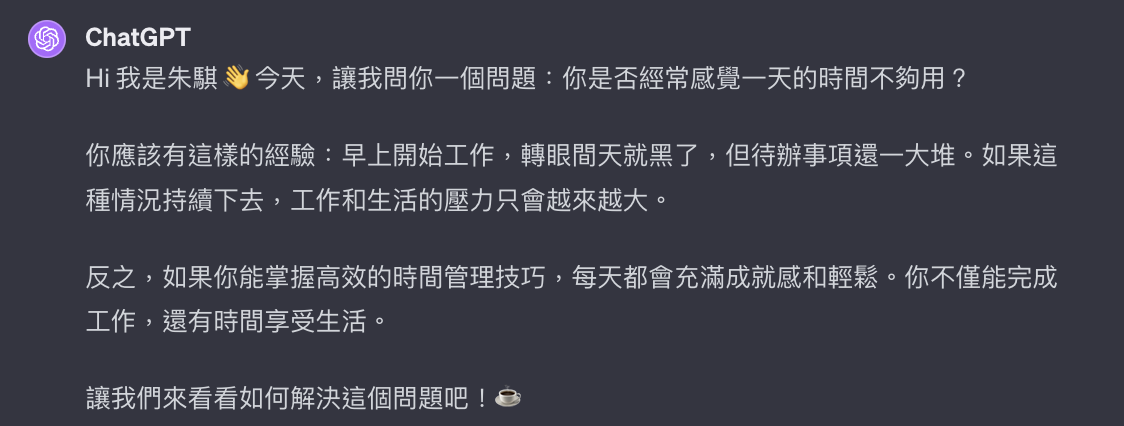 ChatGPT
Hi 我是朱騏👋今天，讓我問你一個問題：你是否經常感覺一天的時間不夠用？
你應該有這樣的經驗：早上開始工作，轉眼間天就黑了，但待辦事項還一大堆。如果這
種情況持續下去，工作和生活的壓力只會越來越大。
反之，如果你能掌握高效的時間管理技巧，每天都會充滿成就感和輕鬆。你不僅能完成
工作，還有時間享受生活。
讓我們來看看如何解決這個問題吧！☕